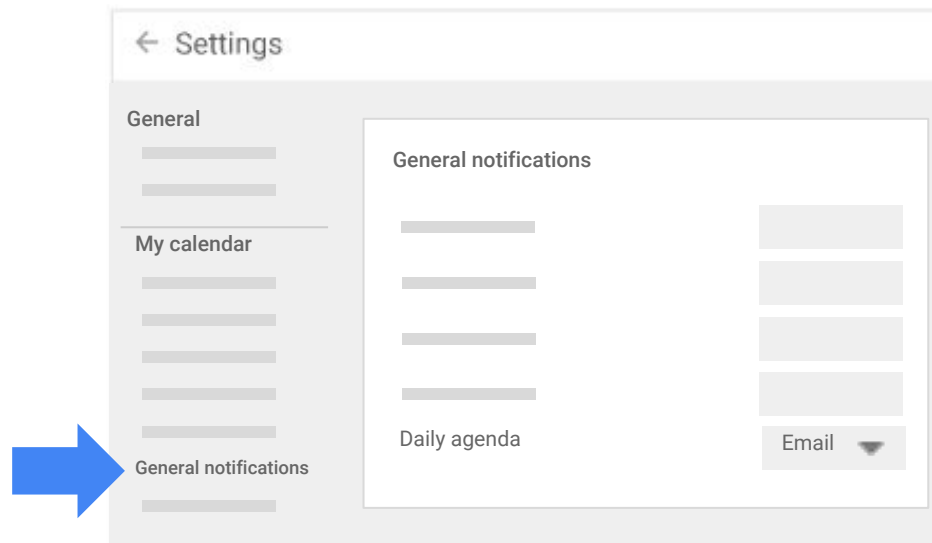 Settings
General
My calendar
General notifications
General notifications
Daily agenda
Email